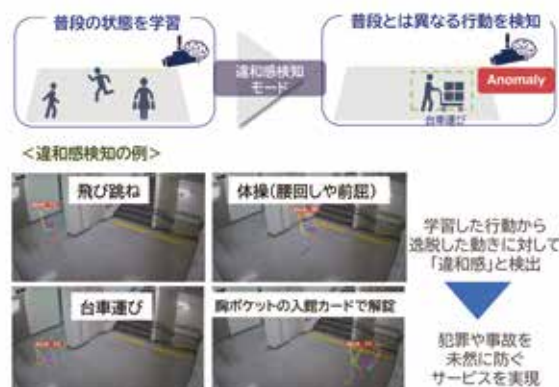 普段の状態を学習
普段とは異なる行動を検知
違和感検知
モード
Anomaly
台車運び
<違和感検知の例>
飛び跳ね
体操(腰回しや前屈)
台車運び
胸ポケットの入館カードで解錠
学習した行動から
逸脱した動きに対して
「違和感」と検出
犯罪や事故を
未然に防ぐ
サービスを実現